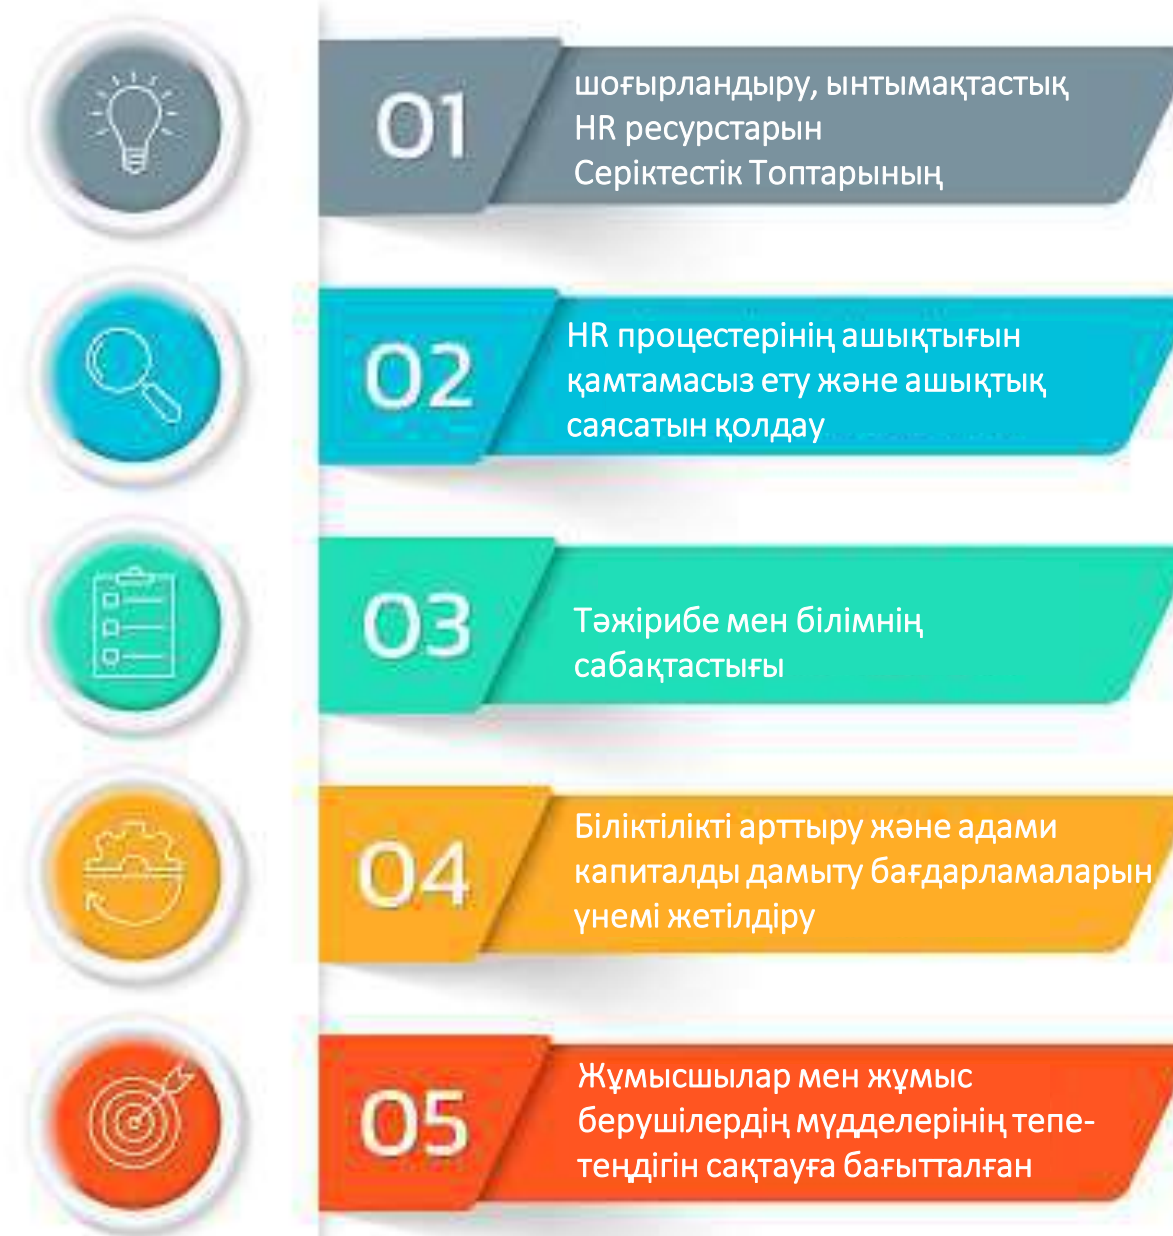 01
шоғырландыру, ынтымақтастық
HR ресурстарын
Серіктестік Топтарының
02
HR процестерінің ашықтығын
қамтамасыз ету және ашықтық
саясатын қолдау
03
Тәжірибе мен білімнің
сабақтастығы
04
Біліктілікті арттыру және адами
капиталды дамыту бағдарламаларын
үнемі жетілдіру
05
Жұмысшылар мен жұмыс
берушілердің мүдделерінің тепе-
теңдігін сақтауға бағытталған